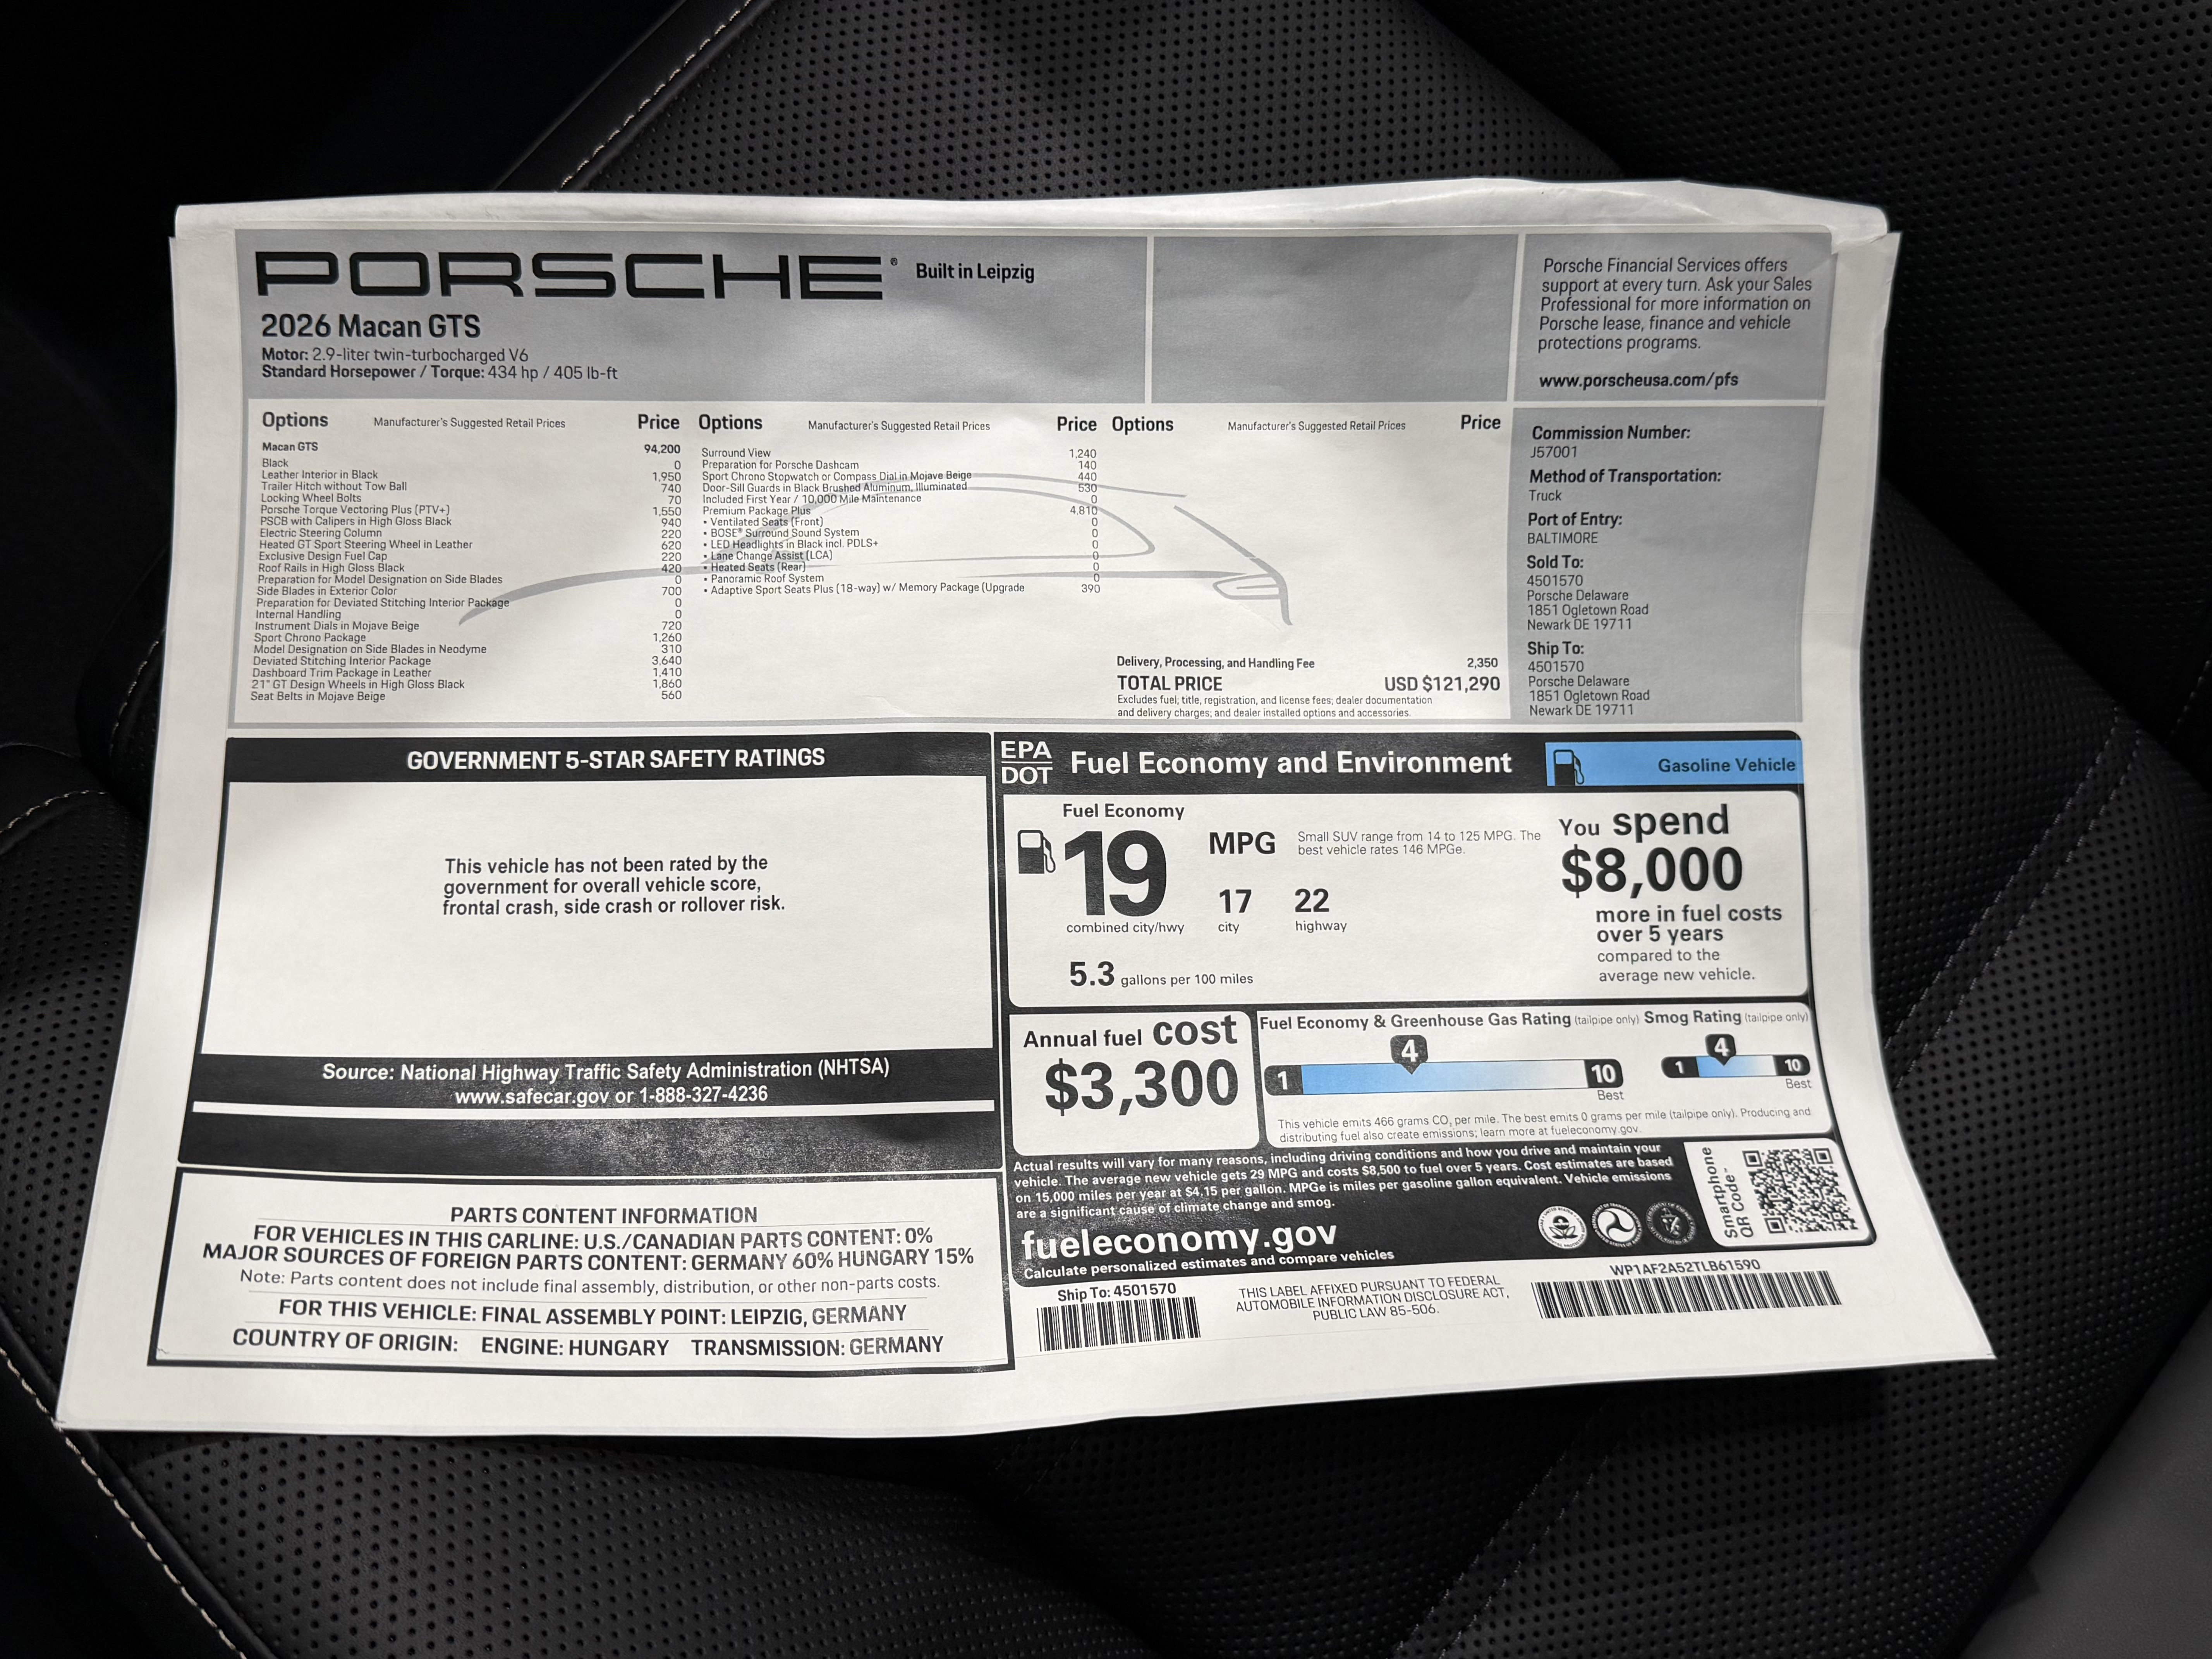 PORSCHE® Built in Leipzig
2026 Macan GTS
Motor: 2.9-liter twin-turbocharged V6
Standard Horsepower / Torque: 434 hp / 405 lb-ft
Porsche Financial Services offers
support at every turn. Ask your Sales
Professional for more information on
Porsche lease, finance and vehicle
protections programs.
www.porscheusa.com/pfs
Options Manufacturer's Suggested Retail Prices Price
Macan GTS 94,200
Black 0
Leather Interior in Black 1,950
Trailer Hitch without Tow Ball 740
Locking Wheel Bolts 70
Porsche Torque Vectoring Plus (PTV+) 1,550
PSCB with Calipers in High Gloss Black 940
Electric Steering Column 220
Heated GT Sport Steering Wheel in Leather 620
Exclusive Design Fuel Cap 220
Roof Rails in High Gloss Black 420
Preparation for Model Designation on Side Blades 0
Side Blades in Exterior Color 700
Preparation for Deviated Stitching Interior Package 0
Internal Handling 0
Instrument Dials in Mojave Beige 720
Sport Chrono Package 1,260
Model Designation on Side Blades in Neodyme 310
Deviated Stitching Interior Package 3,640
Dashboard Trim Package in Leather 1,410
21" GT Design Wheels in High Gloss Black 1,860
Seat Belts in Mojave Beige 560
Options Manufacturer's Suggested Retail Prices Price
Surround View 1,240
Preparation for Porsche Dashcam 140
Sport Chrono Stopwatch or Compass Dial in Mojave Beige 440
Door-Sill Guards in Black Brushed Aluminum, Illuminated 530
Included First Year / 10,000 Mile Maintenance 0
Premium Package Plus 4,810
• Ventilated Seats (Front) 0
• BOSE® Surround Sound System 0
• LED Headlights in Black incl. PDLS+ 0
• Lane Change Assist (LCA) 0
• Heated Seats (Rear) 0
• Panoramic Roof System 0
• Adaptive Sport Seats Plus (18-way) w/ Memory Package (Upgrade 390
Options Manufacturer's Suggested Retail Prices Price
Delivery, Processing, and Handling Fee 2,350
TOTAL PRICE USD $121,290
Excludes fuel, title, registration, and license fees; dealer documentation
and delivery charges; and dealer installed options and accessories.
Commission Number:
J57001
Method of Transportation:
Truck
Port of Entry:
BALTIMORE
Sold To:
4501570
Porsche Delaware
1851 Ogletown Road
Newark DE 19711
Ship To:
4501570
Porsche Delaware
1851 Ogletown Road
Newark DE 19711
GOVERNMENT 5-STAR SAFETY RATINGS
This vehicle has not been rated by the
government for overall vehicle score,
frontal crash, side crash or rollover risk.
Source: National Highway Traffic Safety Administration (NHTSA)
www.safecar.gov or 1-888-327-4236
PARTS CONTENT INFORMATION
FOR VEHICLES IN THIS CARLINE: U.S./CANADIAN PARTS CONTENT: 0%
MAJOR SOURCES OF FOREIGN PARTS CONTENT: GERMANY 60% HUNGARY 15%
Note: Parts content does not include final assembly, distribution, or other non-parts costs.
FOR THIS VEHICLE: FINAL ASSEMBLY POINT: LEIPZIG, GERMANY
COUNTRY OF ORIGIN: ENGINE: HUNGARY TRANSMISSION: GERMANY
EPA
DOT
Fuel Economy and Environment
Gasoline Vehicle
Fuel Economy
19 MPG
combined city/hwy
17
city
22
highway
Small SUV range from 14 to 125 MPG. The
best vehicle rates 146 MPGe.
5.3 gallons per 100 miles
You spend
$8,000
more in fuel costs
over 5 years
compared to the
average new vehicle.
Annual fuel cost
$3,300
Fuel Economy & Greenhouse Gas Rating (tailpipe only)
4
1 10
Best
Smog Rating (tailpipe only)
4
1 10
Best
This vehicle emits 466 grams CO2 per mile. The best emits 0 grams per mile (tailpipe only). Producing and
distributing fuel also create emissions; learn more at fueleconomy.gov.
Actual results will vary for many reasons, including driving conditions and how you drive and maintain your
vehicle. The average new vehicle gets 29 MPG and costs $8,500 to fuel over 5 years. Cost estimates are based
on 15,000 miles per year at $4,15 per gallon. MPGe is miles per gasoline gallon equivalent. Vehicle emissions
are a significant cause of climate change and smog.
fueleconomy.gov
Calculate personalized estimates and compare vehicles
Smartphone
QR Code-
Ship To: 4501570
THIS LABEL AFFIXED PURSUANT TO FEDERAL
AUTOMOBILE INFORMATION DISCLOSURE ACT,
PUBLIC LAW 85-506.
WP1AF2A52TLB61590